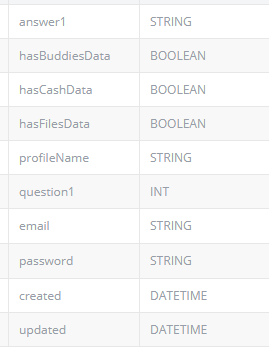 answer1 STRING
hasBuddiesData BOOLEAN
hasCashData BOOLEAN
hasFilesData BOOLEAN
profileName STRING
question1 INT
email STRING
password STRING
created DATETIME
updated DATETIME